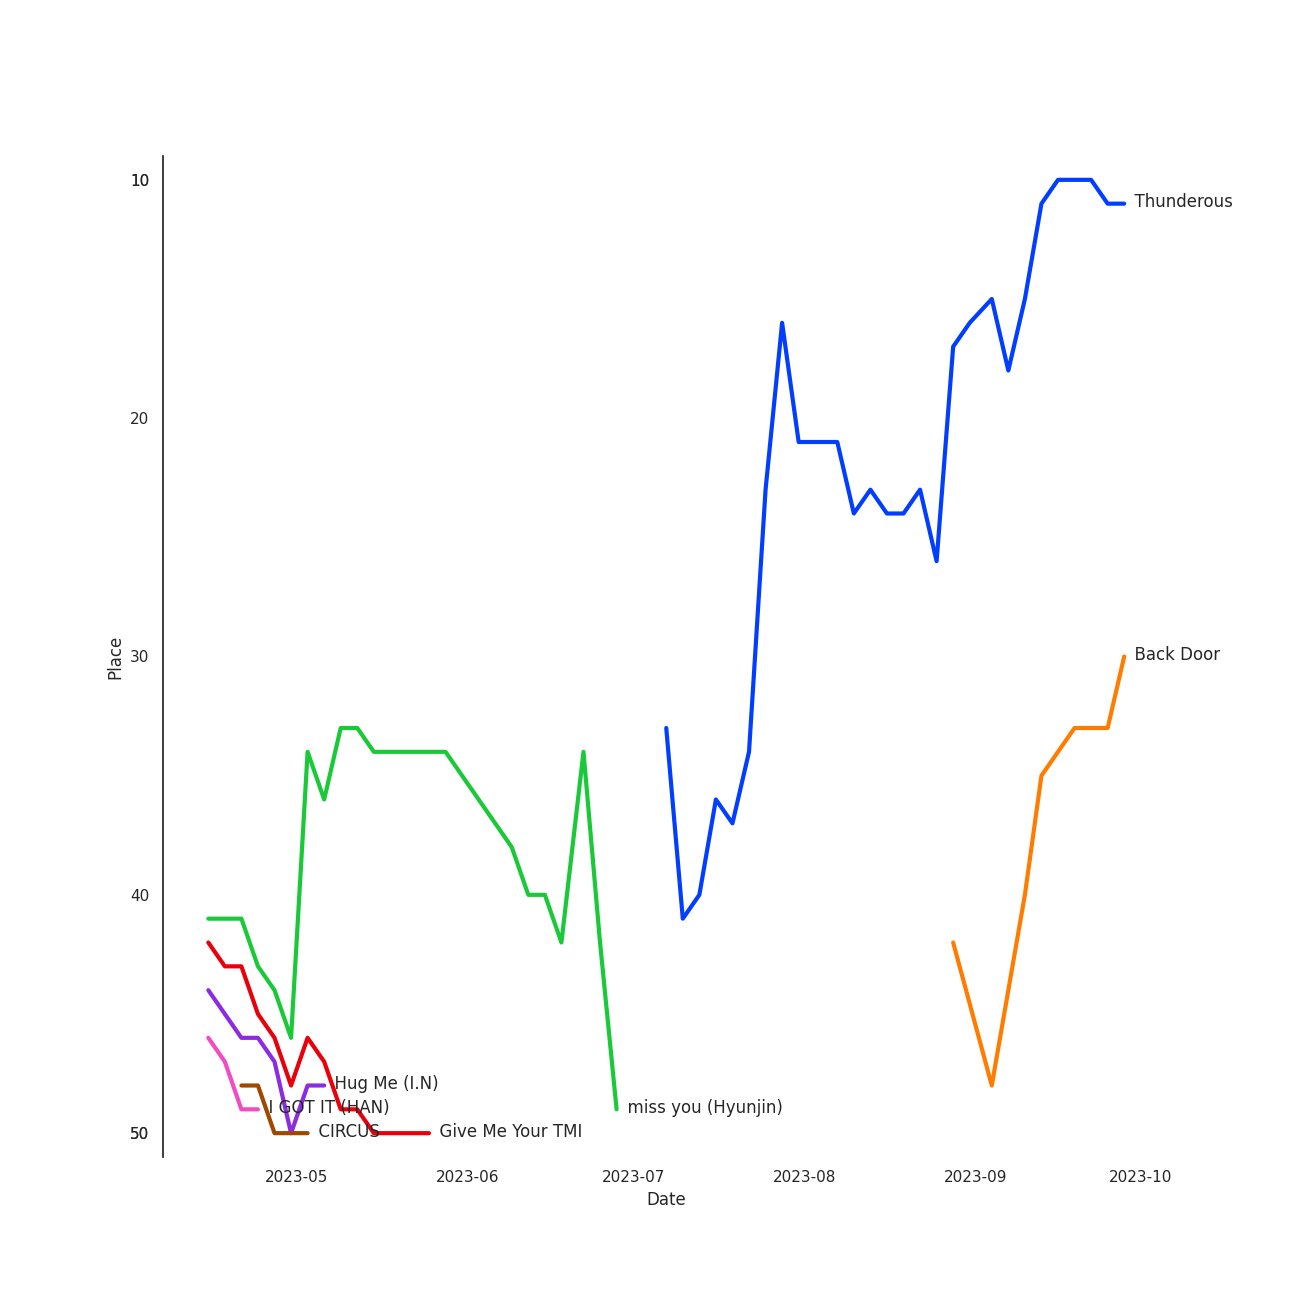 10
Thunderous
20
Place
30
Back Door
40
Hug Me (I.N)
I GOT IT (HAN)
miss you (Hyunjin)
50
CIRCUS
Give Me Your TMI
2023-05
2023-06
2023-07
2023-08
2023-09
2023-10
Date